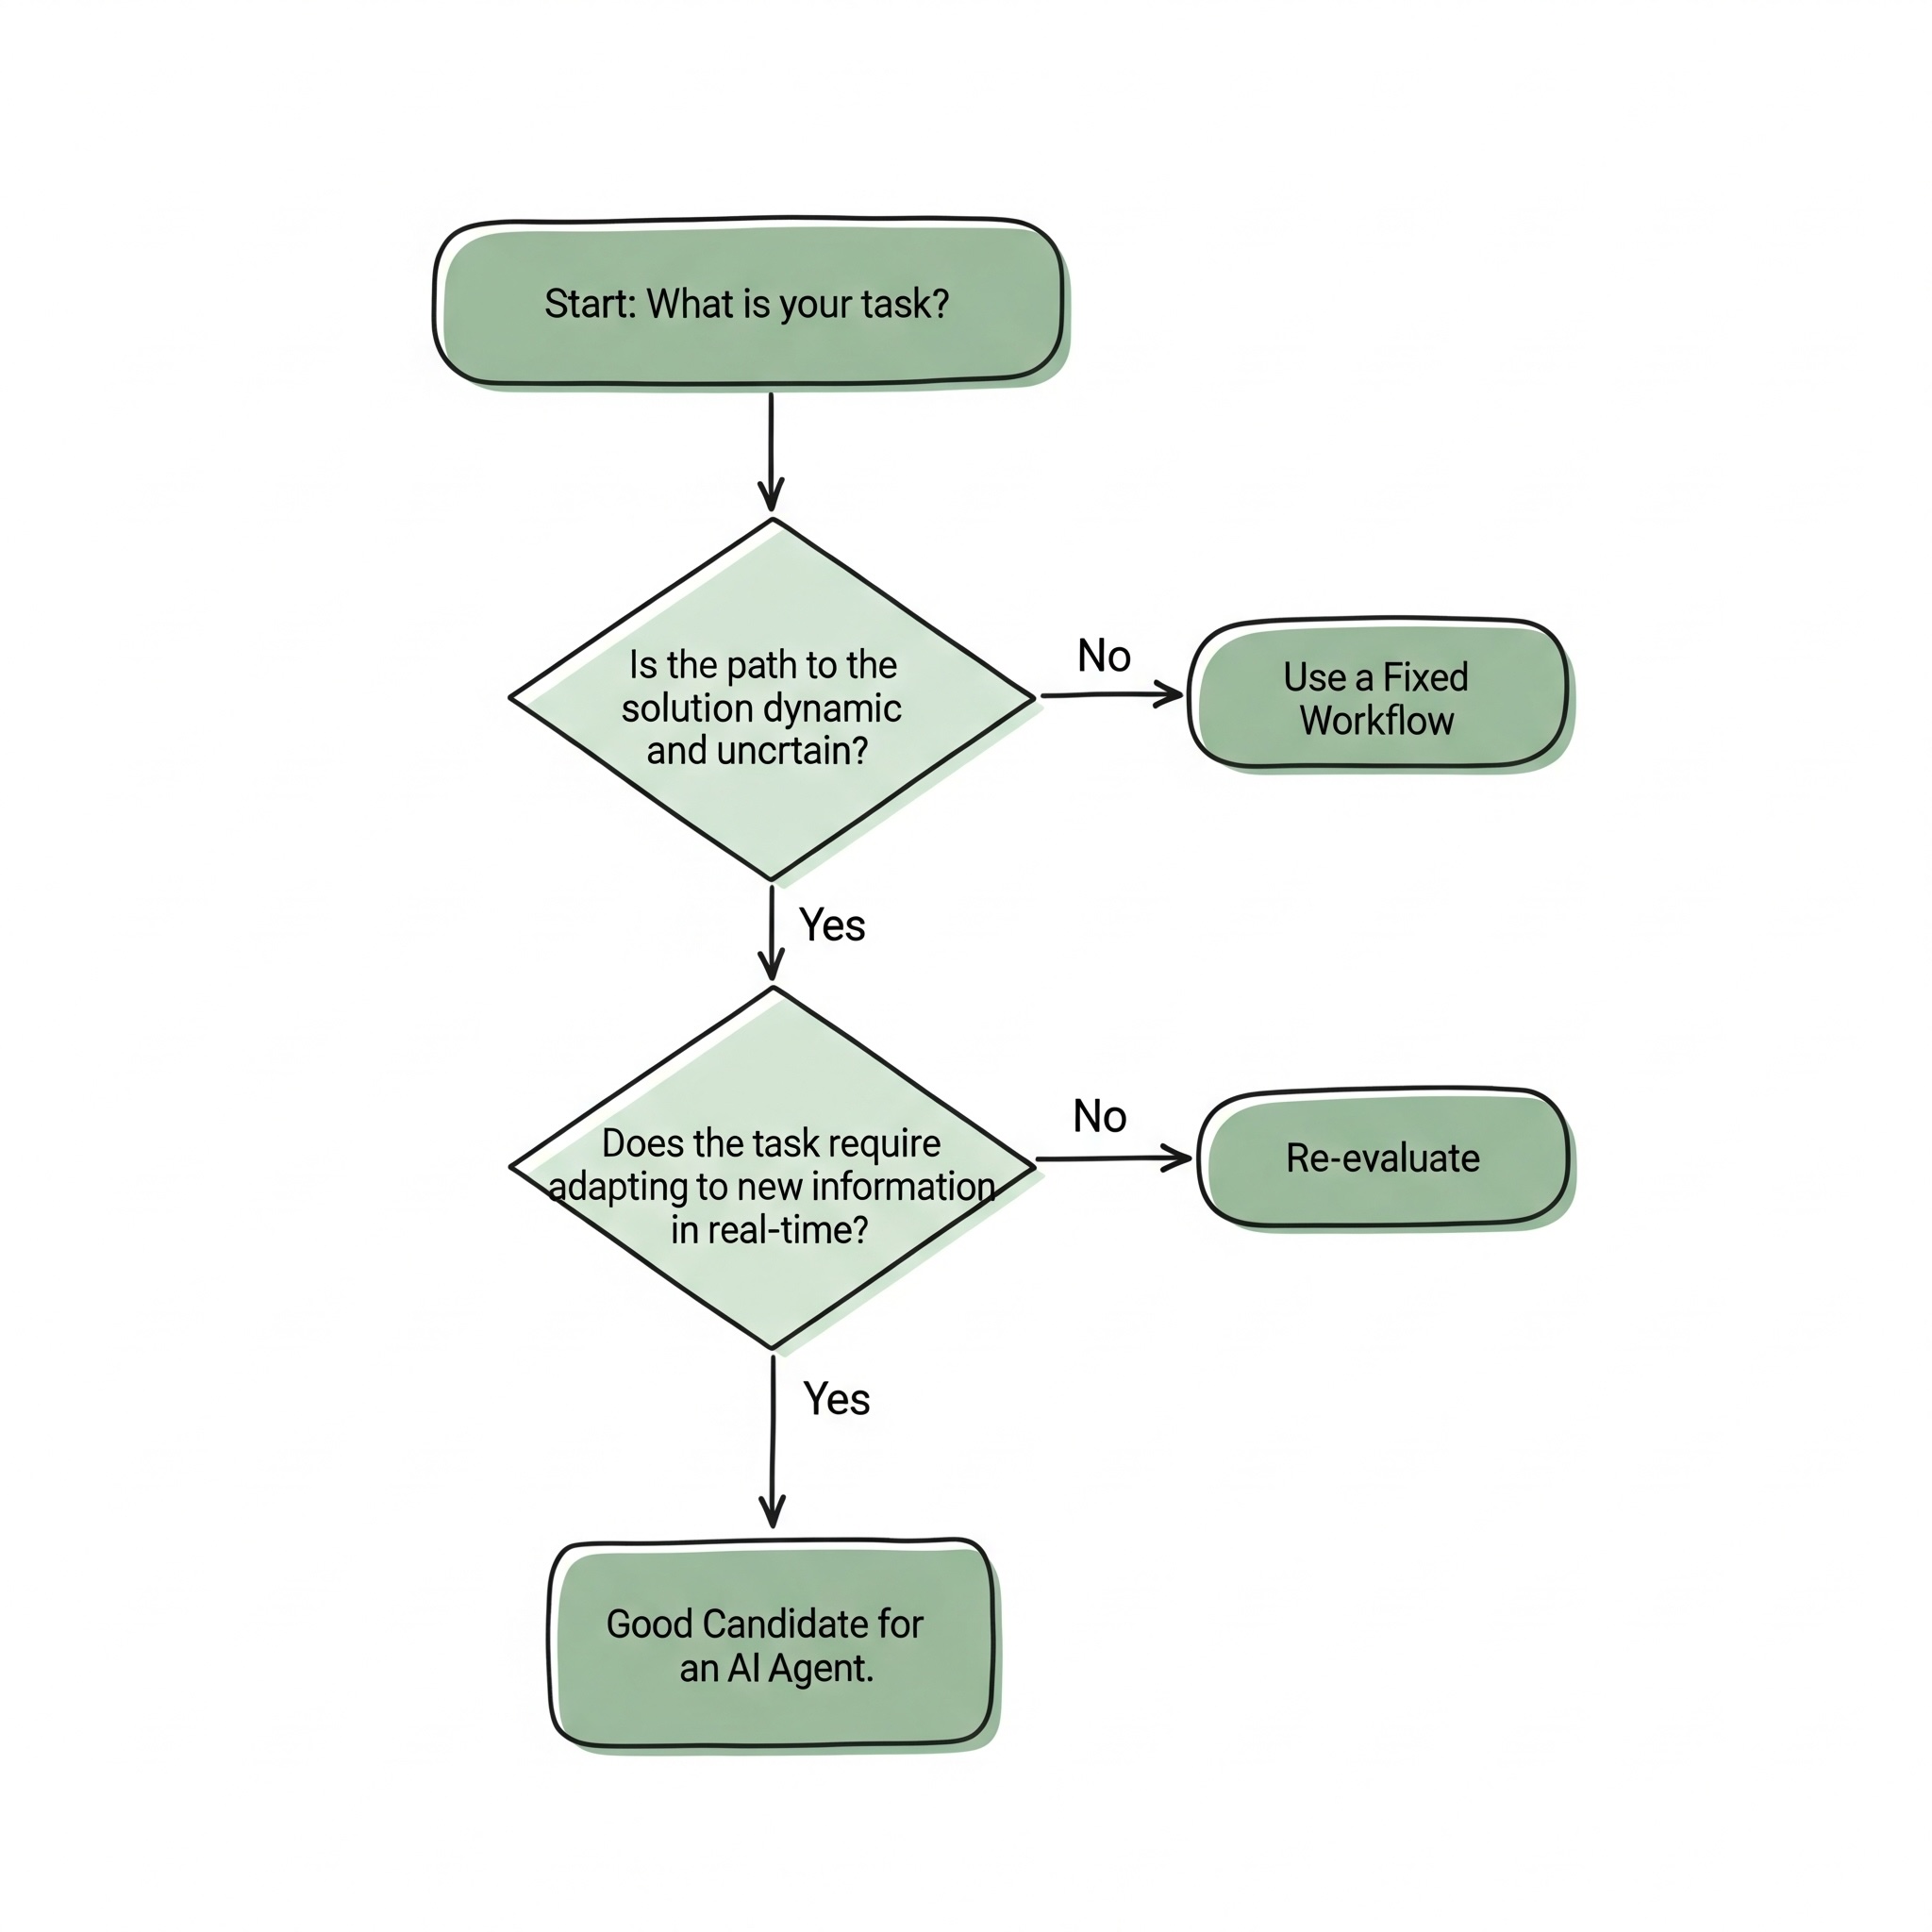 Start: What is your task?
Is the path to the
solution dynamic
and uncrtain?
No
Use a Fixed
Workflow
Yes
Does the task require
adapting to new information
in real-time?
No
Re-evaluate
Yes
Good Candidate for
an AI Agent.